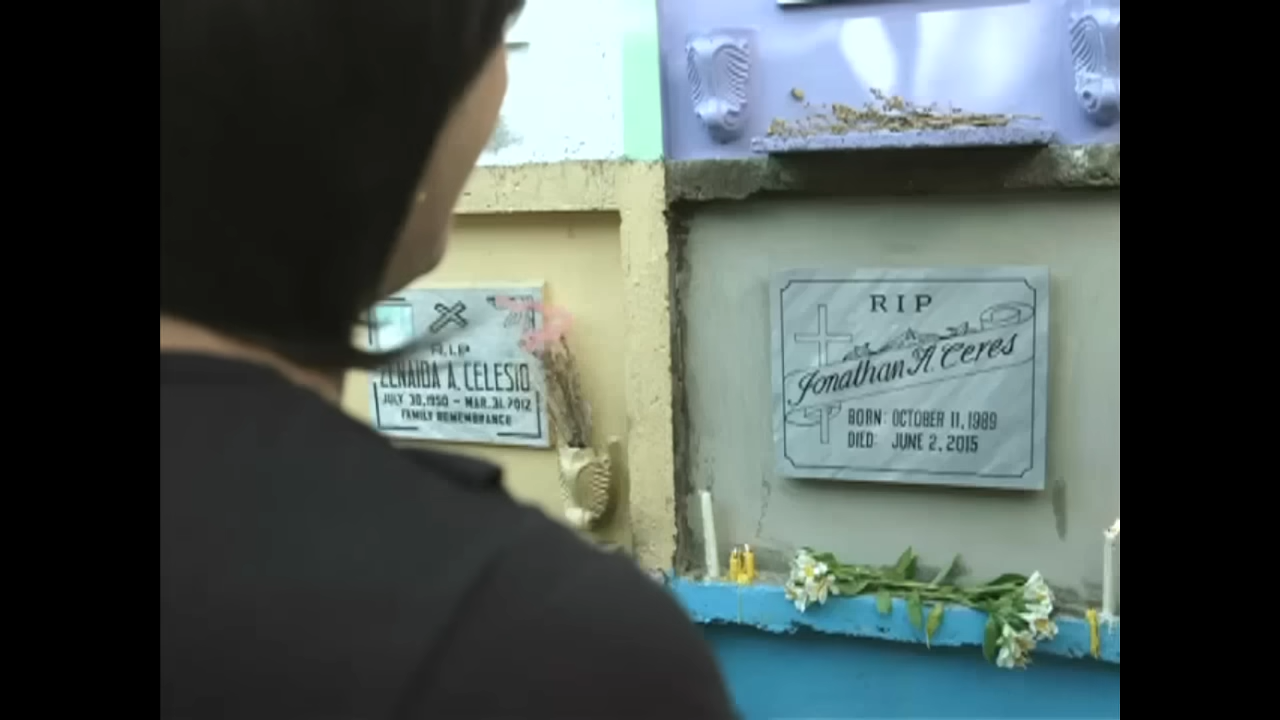 R.I.P
ZENAIDA A. CELESIO
JULY 30, 1950 - MAR. 31, 2012
FAMILY REMEMBRANCE
RIP
Jonathan A. Ceres
BORN: OCTOBER 11, 1989
DIED: JUNE 2, 2015